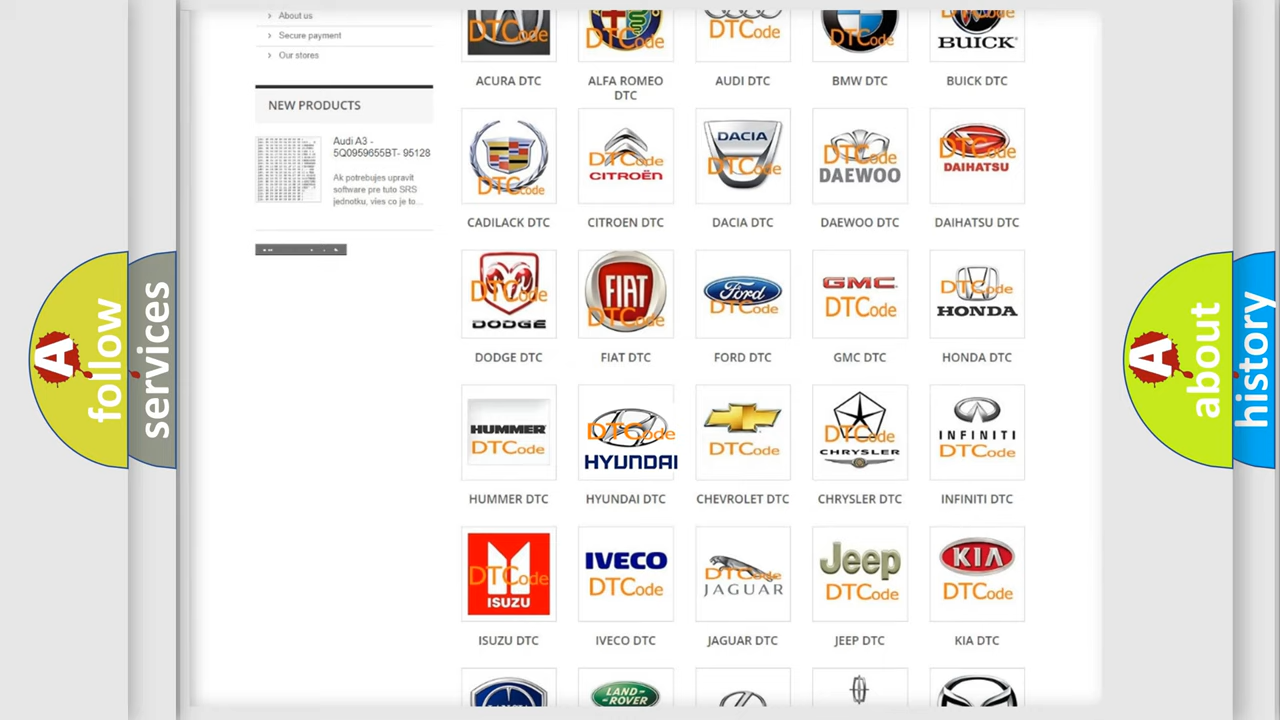 About us
Secure payment
Our stores
NEW PRODUCTS
Audi A3 -
5Q0959655BT- 95128
Ak potrebujes upravit
software pre tuto SRS
jednotku, vies co je to...
DTCode
DTCode
DTCode
DTCode
BUICK
ACURA DTC
ALFA ROMEO
DTC
AUDI DTC
BMW DTC
BUICK DTC
DTCode
DTCode
CITROËN
DACIA
DTCode
DTCode
DAEWOO
DTCode
DAIHATSU
CADILACK DTC
CITROEN DTC
DACIA DTC
DAEWOO DTC
DAIHATSU DTC
DTCode
DODGE
FIAT
DTCode
Ford
DTCode
GMC
DTCode
DTCode
HONDA
DODGE DTC
FIAT DTC
FORD DTC
GMC DTC
HONDA DTC
HUMMER
DTCode
DTCode
HYUNDAI
DTCode
DTCode
CHRYSLER
INFINITI
DTCode
HUMMER DTC
HYUNDAI DTC
CHEVROLET DTC
CHRYSLER DTC
INFINITI DTC
DTCode
ISUZU
IVECO
DTCode
DTCode
JAGUAR
Jeep
DTCode
KIA
DTCode
ISUZU DTC
IVECO DTC
JAGUAR DTC
JEEP DTC
KIA DTC
LAND-
ROVER
A
follow
services
A
about
history